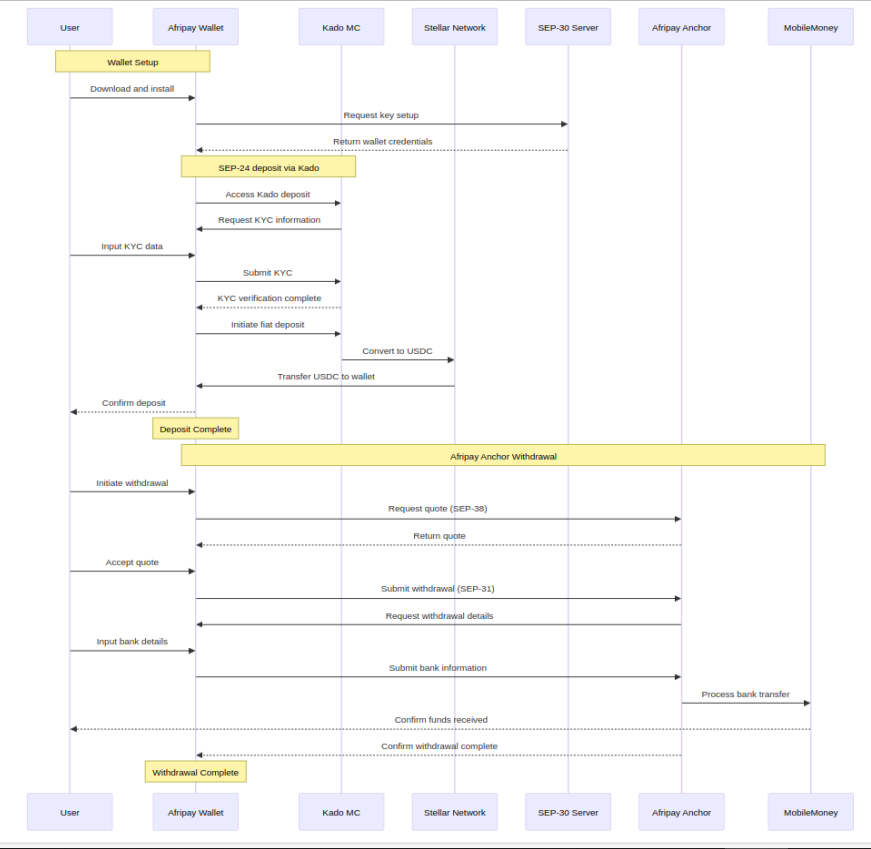 User Afripay Wallet Kado MC Stellar Network SEP-30 Server Afripay Anchor MobileMoney
Wallet Setup
Download and install
Request key setup
Return wallet credentials
SEP-24 deposit via Kado
Access Kado deposit
Request KYC information
Input KYC data
Submit KYC
KYC verification complete
Initiate fiat deposit
Convert to USDC
Transfer USDC to wallet
Confirm deposit
Deposit Complete
Afripay Anchor Withdrawal
Initiate withdrawal
Request quote (SEP-38)
Return quote
Accept quote
Submit withdrawal (SEP-31)
Request withdrawal details
Input bank details
Submit bank information
Process bank transfer
Confirm funds received
Confirm withdrawal complete
Withdrawal Complete
User Afripay Wallet Kado MC Stellar Network SEP-30 Server Afripay Anchor MobileMoney